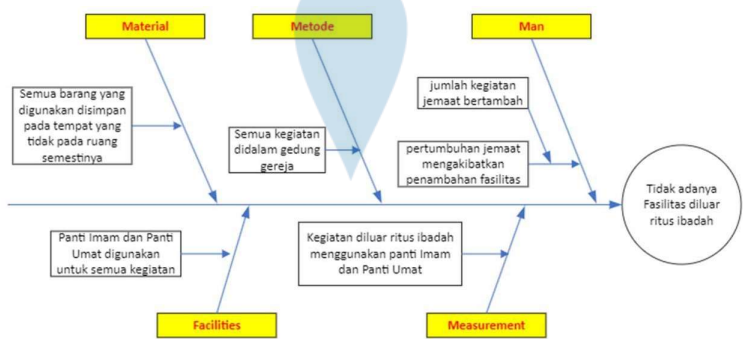 Material
Metode
Man
Semua barang yang
digunakan disimpan
pada tempat yang
tidak pada ruang
semestinya
Semua kegiatan
didalam gedung
gereja
jumlah kegiatan
jemaat bertambah
pertumbuhan jemaat
mengakibatkan
penambahan fasilitas
Tidak adanya
Fasilitas diluar
ritus ibadah
Panti Imam dan Panti
Umat digunakan
untuk semua kegiatan
Kegiatan diluar ritus ibadah
menggunakan panti Imam
dan Panti Umat
Facilities
Measurement